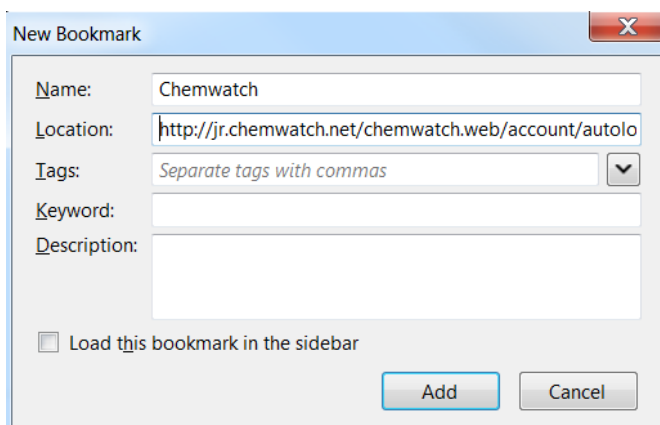 New Bookmark
Name: Chemwatch
Location: http://jr.chemwatch.net/chemwatch.web/account/autolo
Tags: Separate tags with commas
Keyword:
Description:
Load this bookmark in the sidebar
Add Cancel